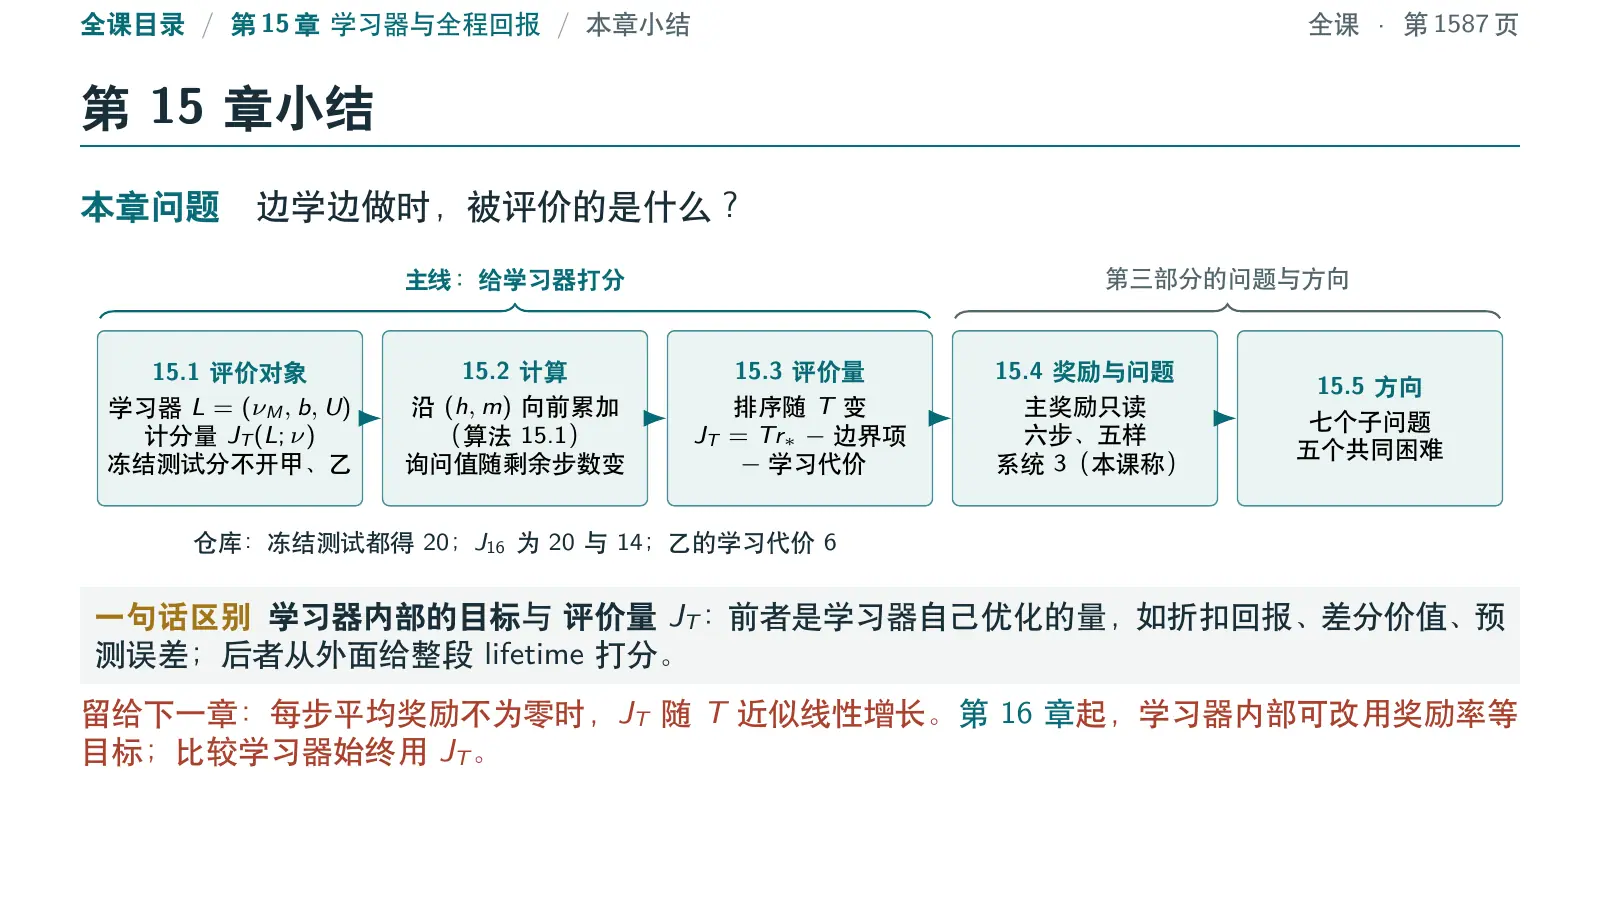 全课目录 / 第 15 章 学习器与全程回报 / 本章小结
全课 · 第 1587 页
第 15 章小结
本章问题 边学边做时，被评价的是什么？
主线：给学习器打分
第三部分的问题与方向
15.1 评价对象
学习器 L = (ν_M, b, U)
计分量 J_T(L; ν)
冻结测试分不开甲、乙
15.2 计算
沿 (h, m) 向前累加
（算法 15.1）
询问值随剩余步数变
15.3 评价量
排序随 T 变
J_T = Tr_* − 边界项
− 学习代价
15.4 奖励与问题
主奖励只读
六步、五样
系统 3（本课称）
15.5 方向
七个子问题
五个共同困难
仓库：冻结测试都得 20；J_16 为 20 与 14；乙的学习代价 6
一句话区别 学习器内部的目标与 评价量 J_T：前者是学习器自己优化的量，如折扣回报、差分价值、预
测误差；后者从外面给整段 lifetime 打分。
留给下一章：每步平均奖励不为零时，J_T 随 T 近似线性增长。第 16 章起，学习器内部可改用奖励率等
目标；比较学习器始终用 J_T。